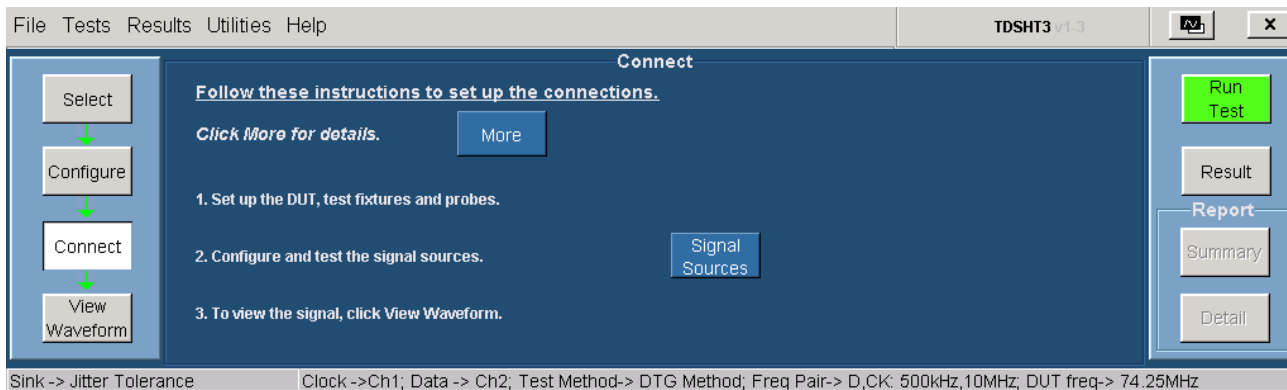 File Tests Results Utilities Help
TDSHT3 v1-3
x
Connect
Select
Configure
Connect
View
Waveform
Follow these instructions to set up the connections.
Click More for details.
More
1. Set up the DUT, test fixtures and probes.
2. Configure and test the signal sources.
Signal
Sources
3. To view the signal, click View Waveform.
Run
Test
Result
Report
Summary
Detail
Sink -> Jitter Tolerance
Clock ->Ch1; Data -> Ch2; Test Method-> DTG Method; Freq Pair-> D,CK: 500kHz,10MHz; DUT freq-> 74.25MHz